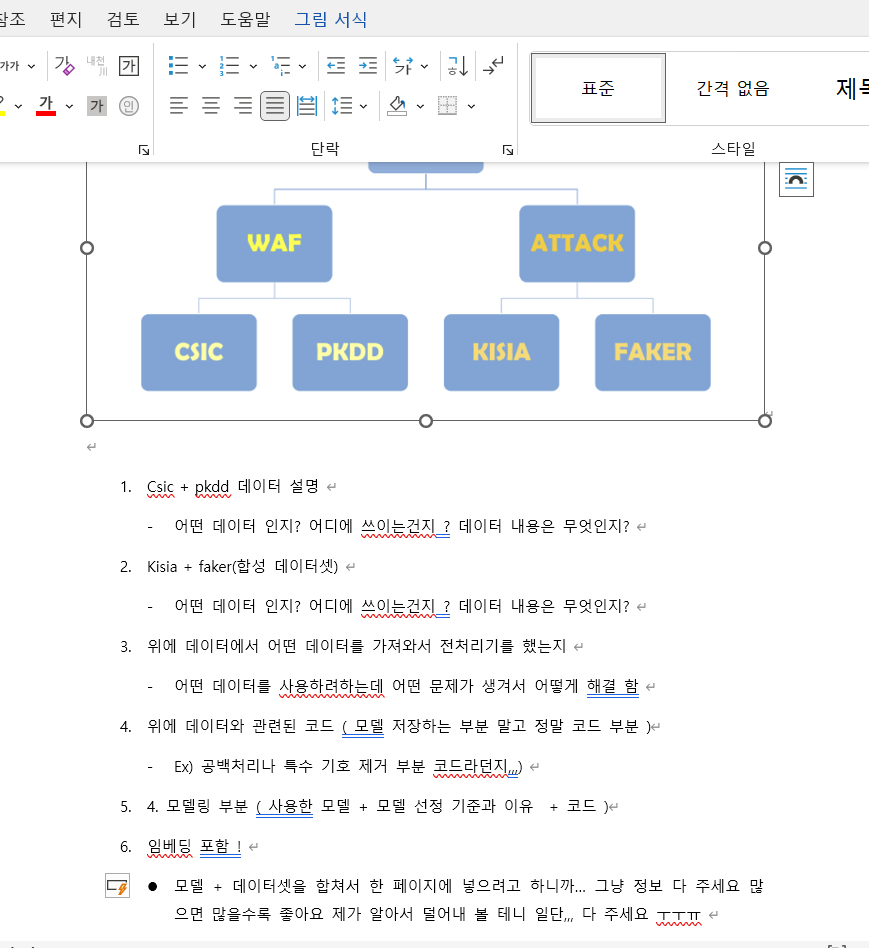 참조 편지 검토 보기 도움말 그림 서식
가가 가 내천 가
가 가 인
표준 간격 없음 제목
단락 스타일
WAF ATTACK
CSIC PKDD KISIA FAKER
1. Csic + pkdd 데이터 설명
- 어떤 데이터 인지? 어디에 쓰이는건지 ? 데이터 내용은 무엇인지?
2. Kisia + faker(합성 데이터셋)
- 어떤 데이터 인지? 어디에 쓰이는건지 ? 데이터 내용은 무엇인지?
3. 위에 데이터에서 어떤 데이터를 가져와서 전처리기를 했는지
- 어떤 데이터를 사용하려하는데 어떤 문제가 생겨서 어떻게 해결 함
4. 위에 데이터와 관련된 코드 ( 모델 저장하는 부분 말고 정말 코드 부분 )
- Ex) 공백처리나 특수 기호 제거 부분 코드라던지,,,)
5. 4. 모델링 부분 ( 사용한 모델 + 모델 선정 기준과 이유 + 코드 )
6. 임베딩 포함 !
● 모델 + 데이터셋을 합쳐서 한 페이지에 넣으려고 하니까... 그냥 정보 다 주세요 많
으면 많을수록 좋아요 제가 알아서 덜어내 볼 테니 일단,,, 다 주세요 ㅜㅜㅠ